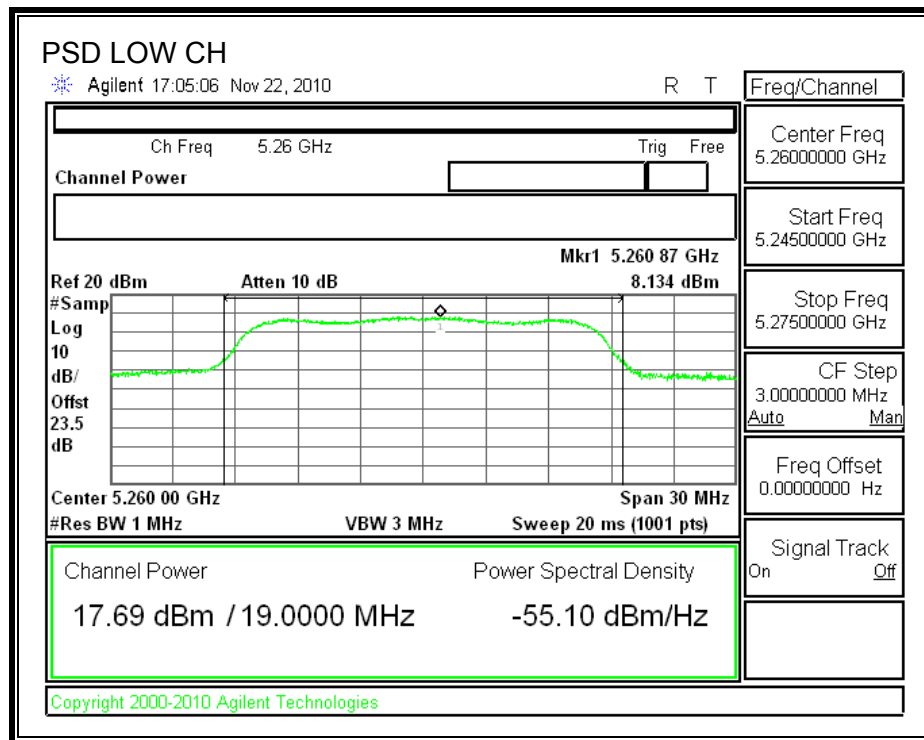 PSD LOW CH
Agilent 17:05:06 Nov 22, 2010 R T
Freq/Channel
Ch Freq 5.26 GHz Trig Free
Channel Power
Mkr1 5.260 87 GHz
Ref 20 dBm Atten 10 dB 8.134 dBm
#Samp
Log
10
dB/
Offst
23.5
dB
1
Center 5.260 00 GHz Span 30 MHz
#Res BW 1 MHz VBW 3 MHz Sweep 20 ms (1001 pts)
Channel Power Power Spectral Density
17.69 dBm / 19.0000 MHz -55.10 dBm/Hz
Center Freq
5.26000000 GHz
Start Freq
5.24500000 GHz
Stop Freq
5.27500000 GHz
CF Step
3.00000000 MHz
Auto Man
Freq Offset
0.00000000 Hz
Signal Track
On Off
Copyright 2000-2010 Agilent Technologies